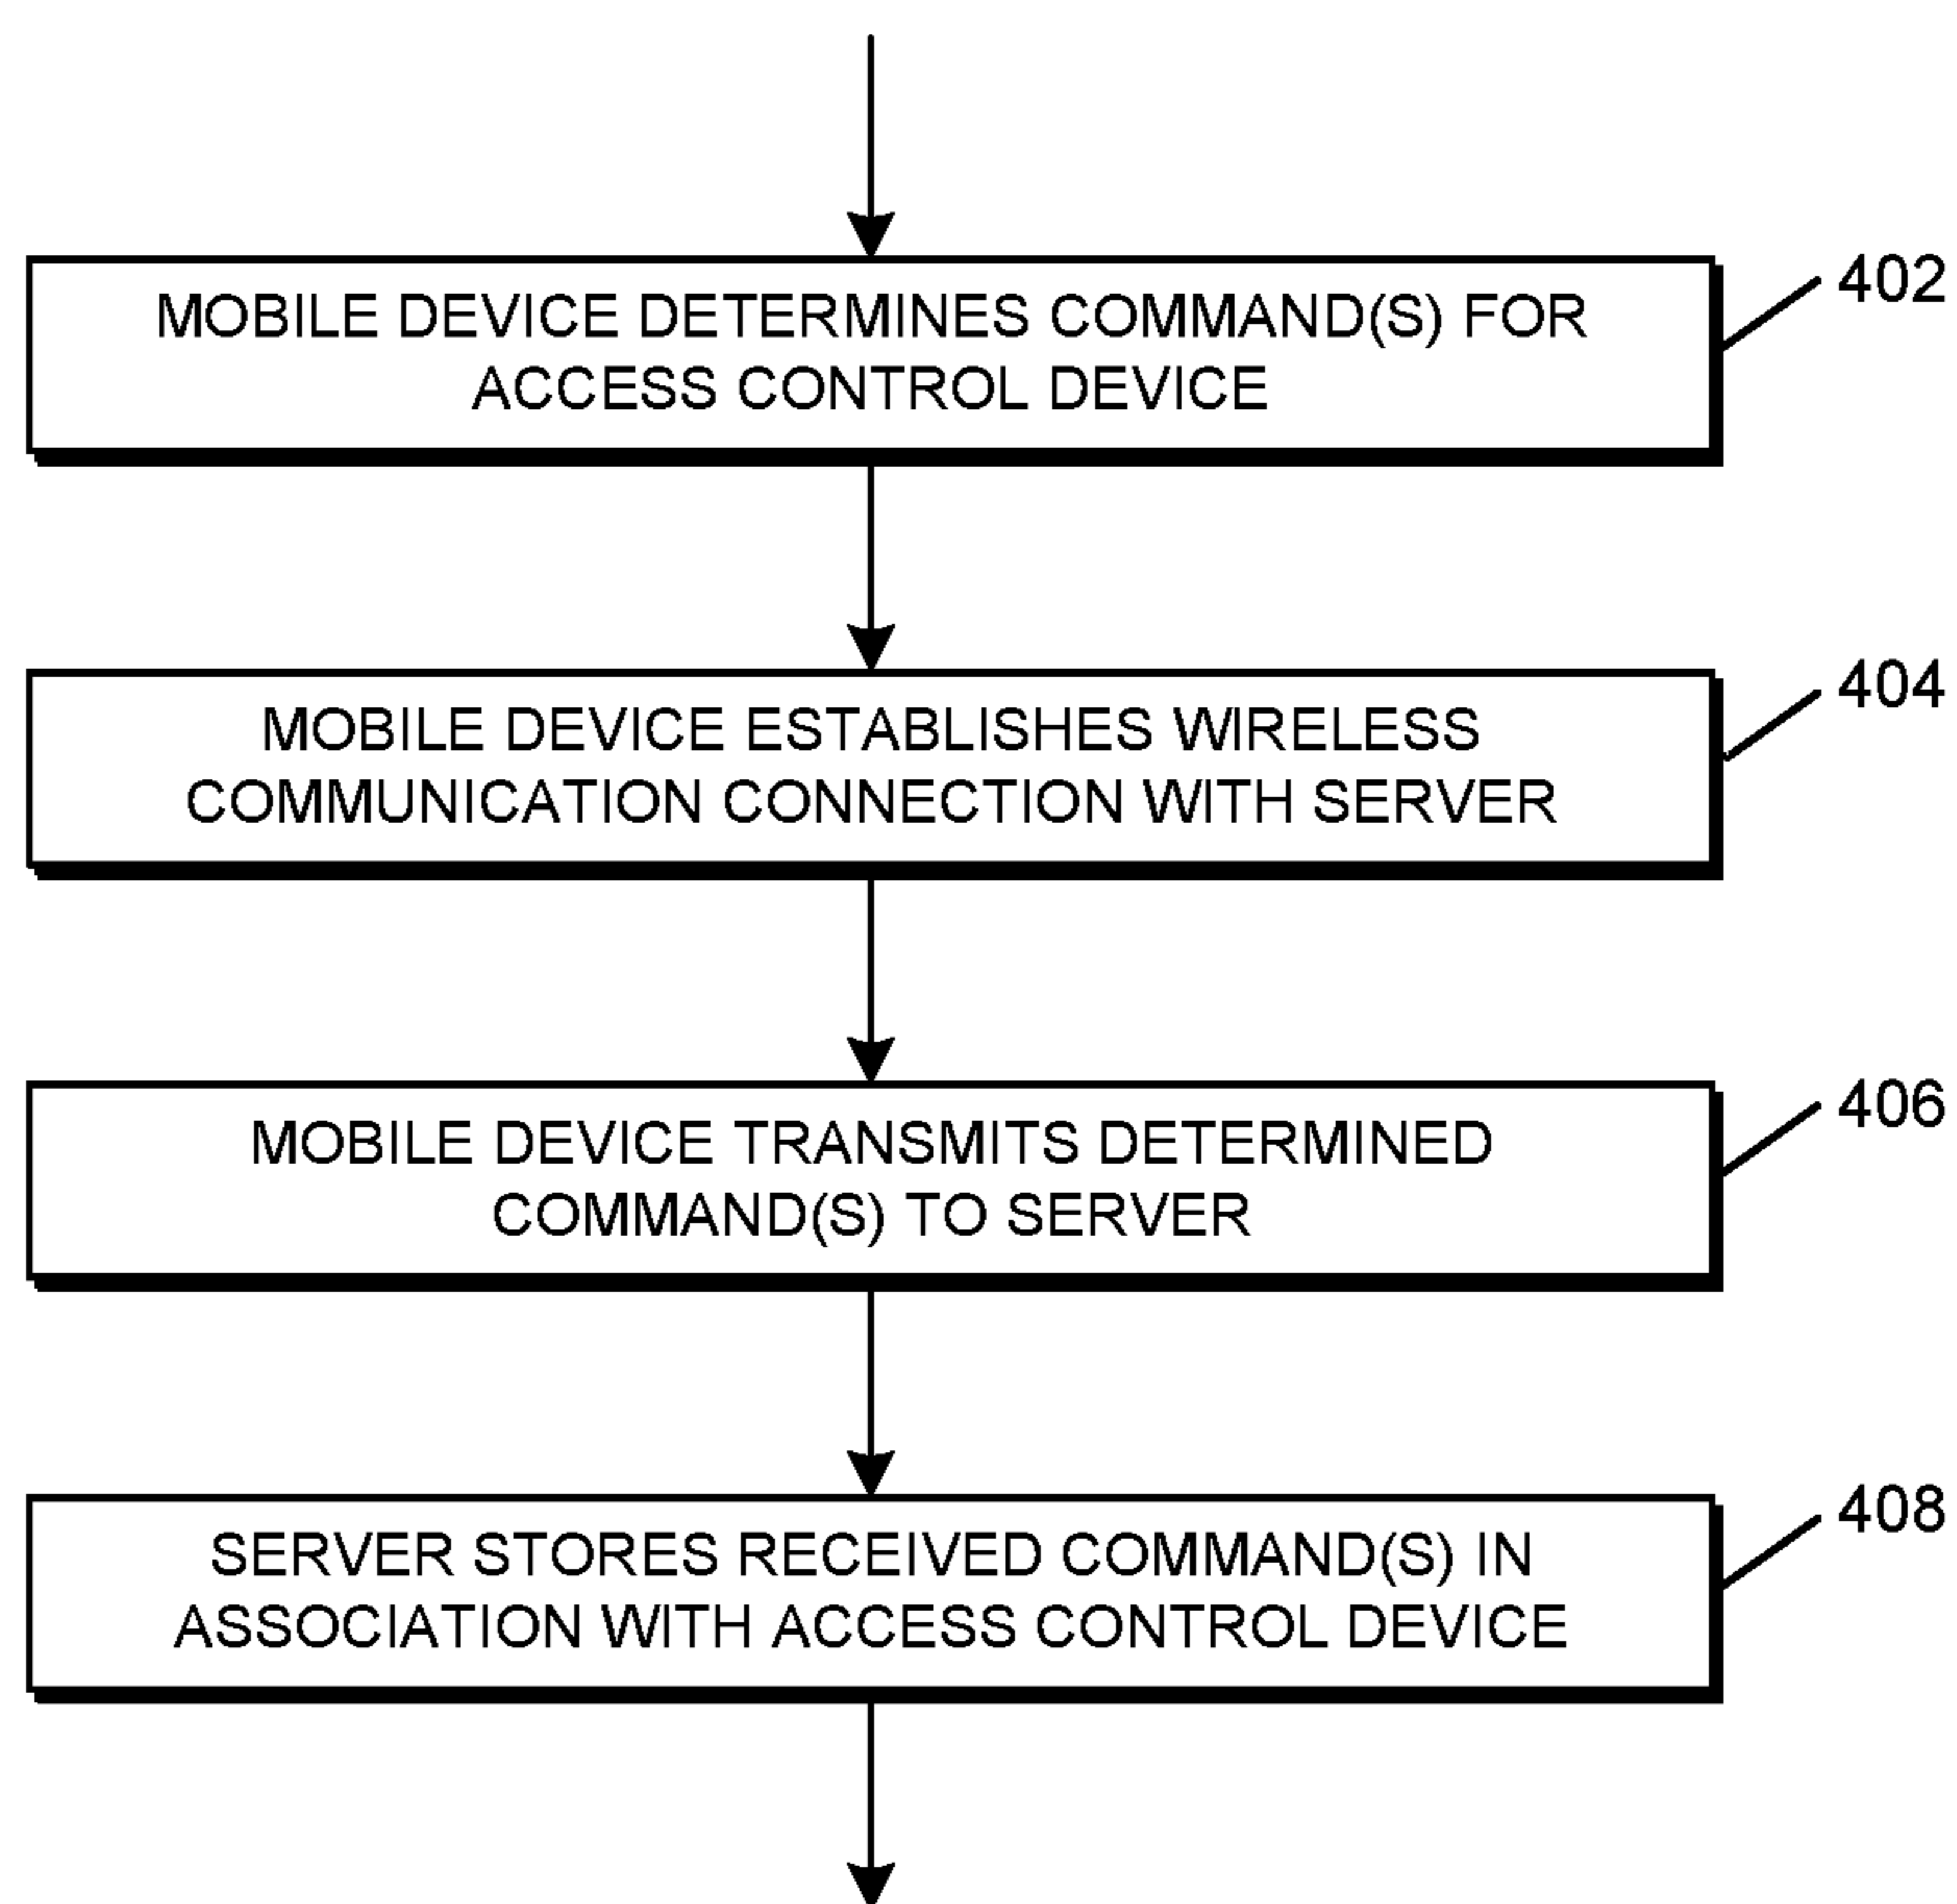 402
MOBILE DEVICE DETERMINES COMMAND(S) FOR
ACCESS CONTROL DEVICE
404
MOBILE DEVICE ESTABLISHES WIRELESS
COMMUNICATION CONNECTION WITH SERVER
406
MOBILE DEVICE TRANSMITS DETERMINED
COMMAND(S) TO SERVER
408
SERVER STORES RECEIVED COMMAND(S) IN
ASSOCIATION WITH ACCESS CONTROL DEVICE